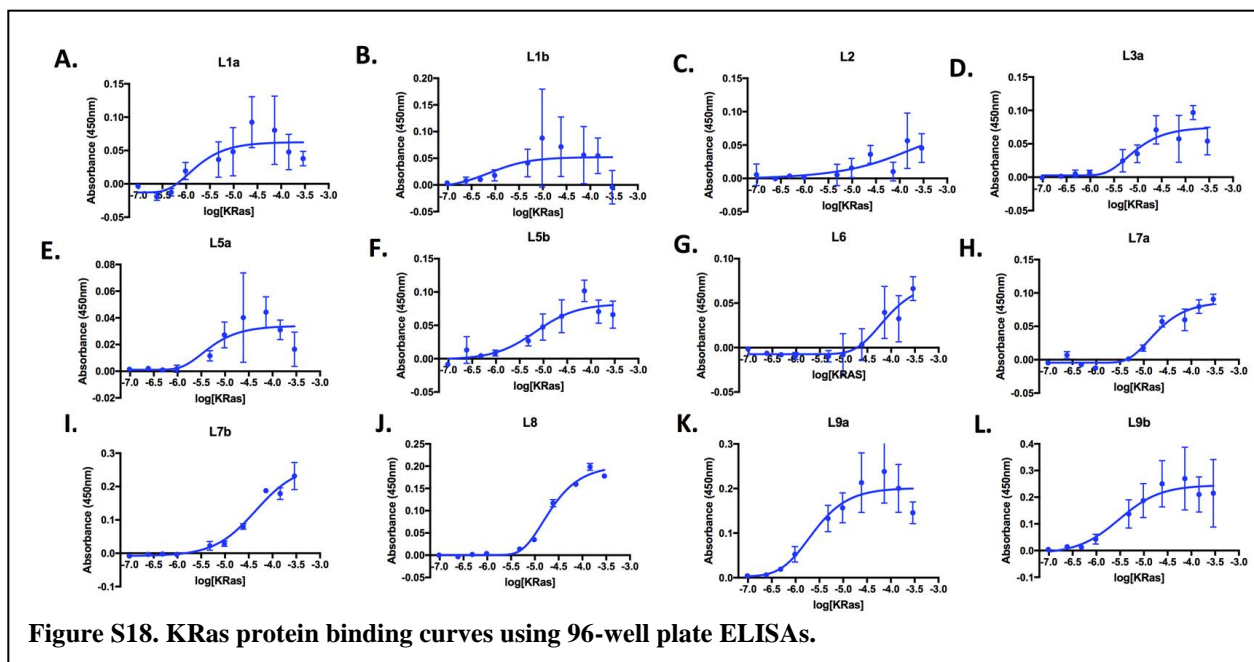 A.
L1a
Absorbance (450nm)
0.15
0.10
0.05
0.00
-0.05
-7.0 -6.5 -6.0 -5.5 -5.0 -4.5 -4.0 -3.5 -3.0
log[KRas]
B.
L1b
Absorbance (450nm)
0.20
0.15
0.10
0.05
0.00
-0.05
-7.0 -6.5 -6.0 -5.5 -5.0 -4.5 -4.0 -3.5 -3.0
log[KRas]
C.
L2
Absorbance (450nm)
0.15
0.10
0.05
0.00
-0.05
-7.0 -6.5 -6.0 -5.5 -5.0 -4.5 -4.0 -3.5 -3.0
log[KRas]
D.
L3a
Absorbance (450nm)
0.15
0.10
0.05
0.00
-0.05
-7.0 -6.5 -6.0 -5.5 -5.0 -4.5 -4.0 -3.5 -3.0
log[KRas]
E.
L5a
Absorbance (450nm)
0.08
0.06
0.04
0.02
0.00
0.02
-7.0 -6.5 -6.0 -5.5 -5.0 -4.5 -4.0 -3.5 -3.0
log[KRas]
F.
L5b
Absorbance (450nm)
0.15
0.10
0.05
0.00
-0.05
-7.0 -6.5 -6.0 -5.5 -5.0 -4.5 -4.0 -3.5 -3.0
log[KRas]
G.
L6
Absorbance (450nm)
0.10
0.05
0.00
-0.05
-7.0 -6.5 -6.0 -5.5 -5.0 -4.5 -4.0 -3.5 -3.0
log[KRAS]
H.
L7a
Absorbance (450nm)
0.15
0.10
0.05
0.00
-0.05
-7.0 -6.5 -6.0 -5.5 -5.0 -4.5 -4.0 -3.5 -3.0
log[KRas]
I.
L7b
Absorbance (450nm)
0.3
0.2
0.1
0.0
-0.1
-7.0 -6.5 -6.0 -5.5 -5.0 -4.5 -4.0 -3.5 -3.0
log[KRas]
J.
L8
Absorbance (450nm)
0.25
0.20
0.15
0.10
0.05
0.00
-0.05
-7.0 -6.5 -6.0 -5.5 -5.0 -4.5 -4.0 -3.5 -3.0
log[KRas]
K.
L9a
Absorbance (450nm)
0.3
0.2
0.1
0.0
-7.0 -6.5 -6.0 -5.5 -5.0 -4.5 -4.0 -3.5 -3.0
log[KRas]
L.
L9b
Absorbance (450nm)
0.4
0.3
0.2
0.1
0.0
-0.1
-7.0 -6.5 -6.0 -5.5 -5.0 -4.5 -4.0 -3.5 -3.0
log[KRas]
Figure S18. KRas protein binding curves using 96-well plate ELISAs.